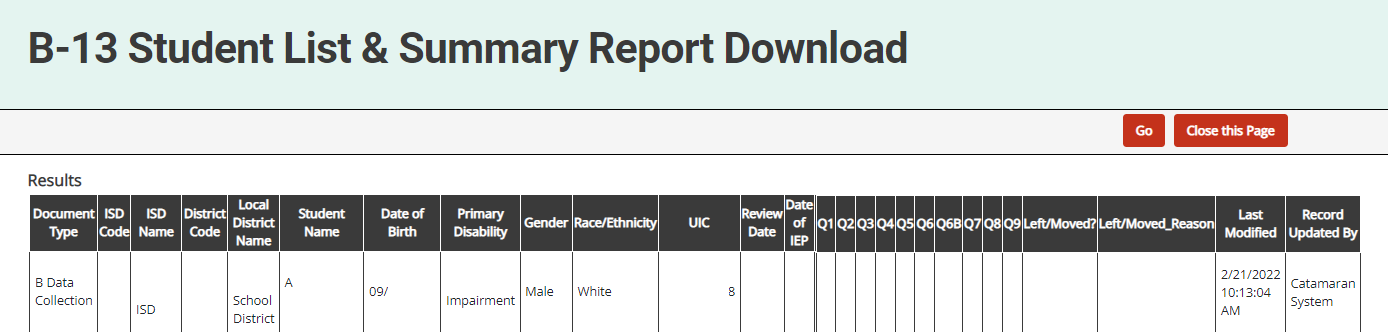 B-13 Student List & Summary Report Download
Go Close this Page
Results
Document Type ISD Code ISD Name District Code Local District Name Student Name Date of Birth Primary Disability Gender Race/Ethnicity UIC Review Date Date of IEP Q1 Q2 Q3 Q4 Q5 Q6 Q6B Q7 Q8 Q9 Left/Moved? Left/Moved_Reason Last Modified Record Updated By
B Data Collection ISD School District A 09/ Impairment Male White 8 2/21/2022 10:13:04 AM Catamaran System